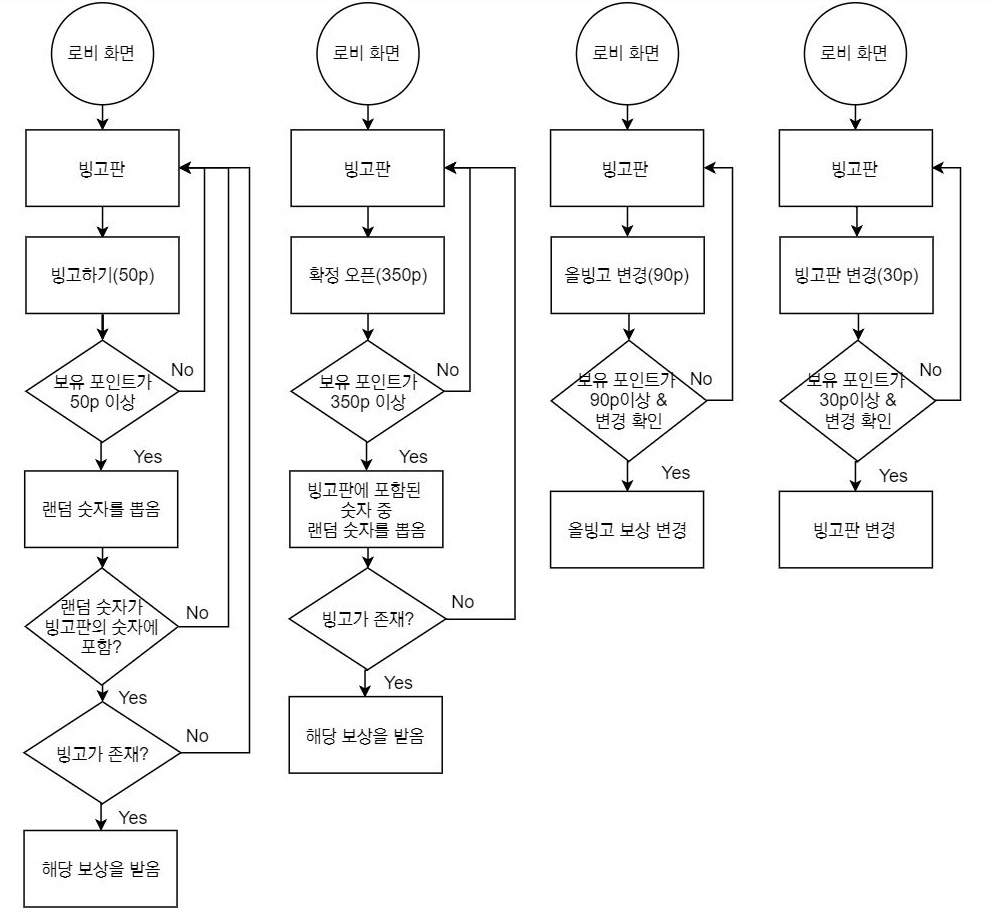 로비 화면
빙고판
빙고하기(50p)
보유 포인트가
50p 이상
No
Yes
랜덤 숫자를 뽑옴
랜덤 숫자가
빙고판의 숫자에
포함?
No
Yes
빙고가 존재?
No
Yes
해당 보상을 받옴
로비 화면
빙고판
확정 오픈(350p)
보유 포인트가
350p 이상
No
Yes
빙고판에 포함된
숫자 중
랜덤 숫자를 뽑옴
빙고가 존재?
No
Yes
해당 보상을 받옴
로비 화면
빙고판
올빙고 변경(90p)
보유 포인트가
90p이상 &
변경 확인
No
Yes
올빙고 보상 변경
로비 화면
빙고판
빙고판 변경(30p)
보유 포인트가
30p이상 &
변경 확인
No
Yes
빙고판 변경